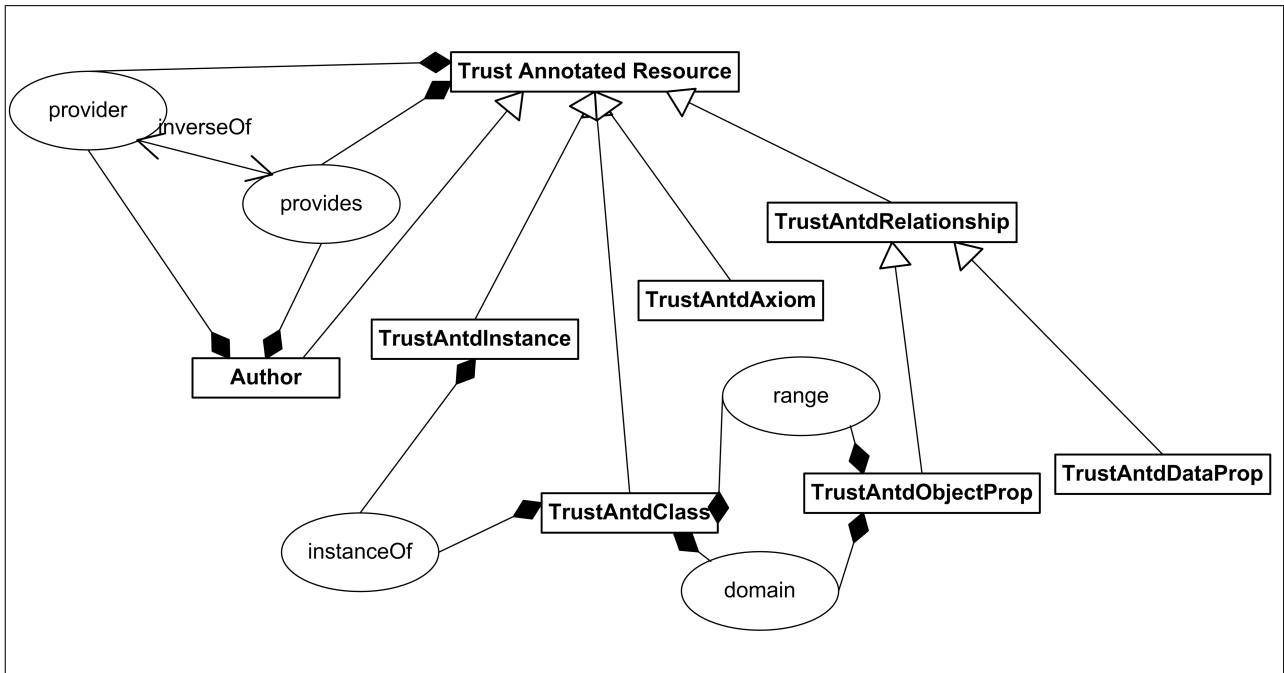 Trust Annotated Resource
provider
inverseOf
provides
TrustAntdRelationship
TrustAntdAxiom
TrustAntdInstance
Author
range
TrustAntdDataProp
TrustAntdObjectProp
TrustAntdClass
instanceOf
domain